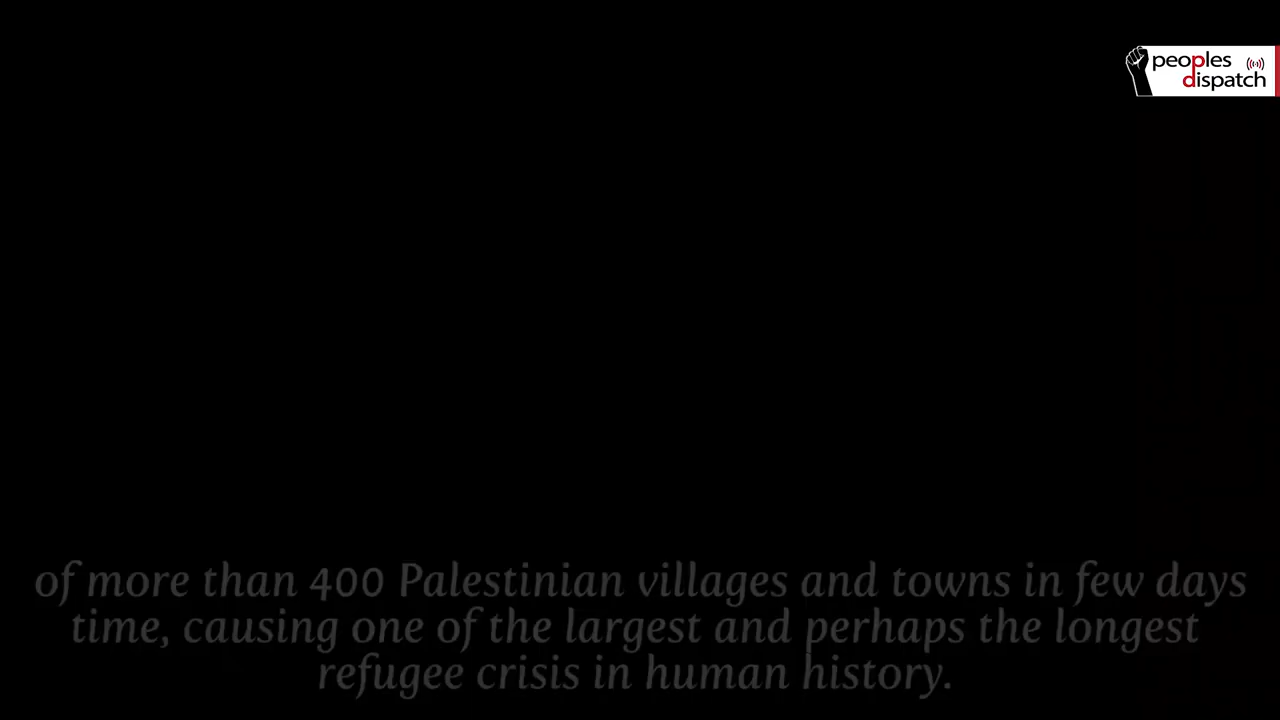 peoples
dispatch
of more than 400 Palestinian villages and towns in few days
time, causing one of the largest and perhaps the longest
refugee crisis in human history.